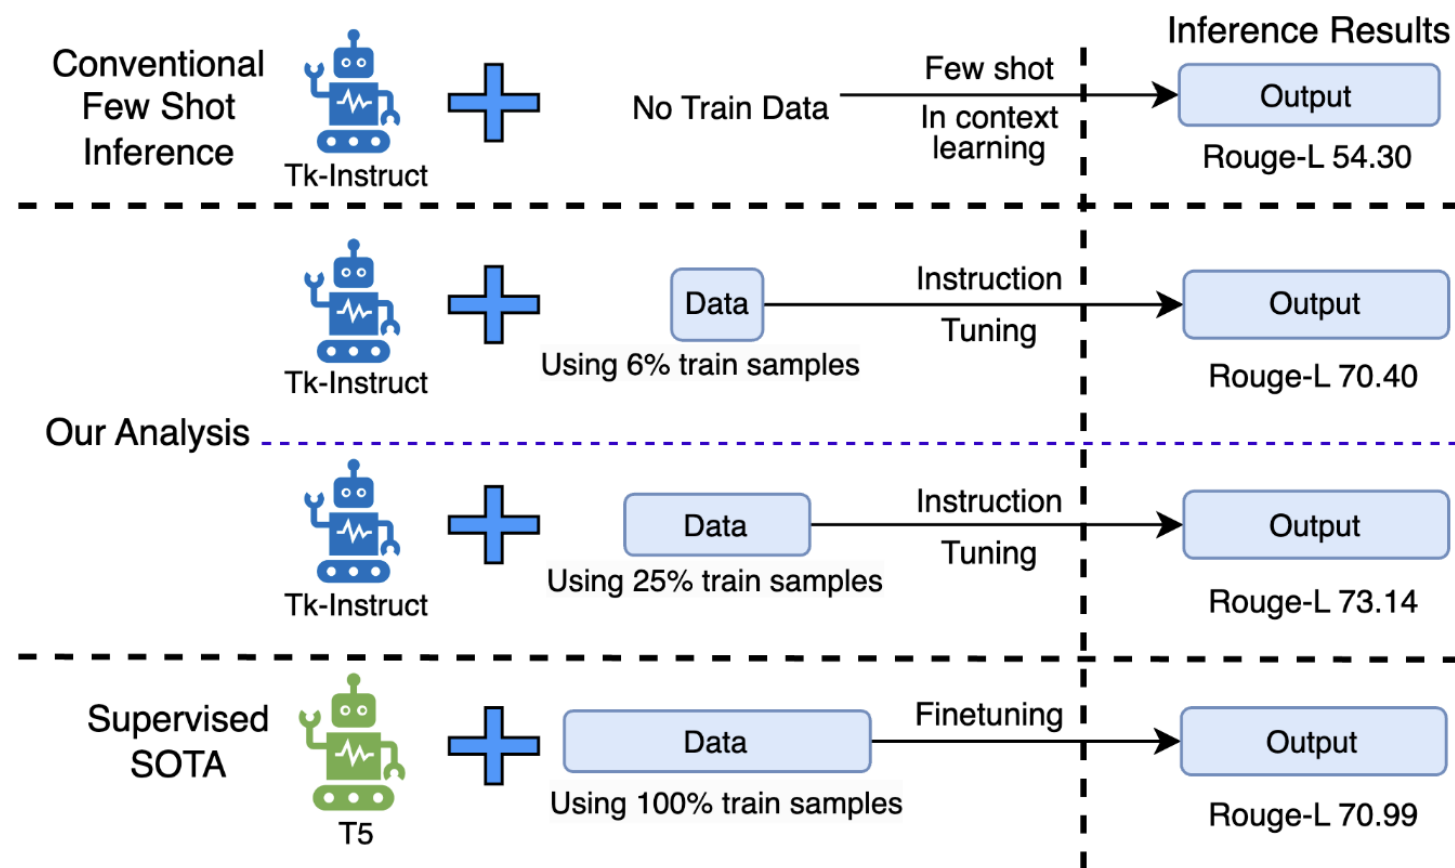 Inference Results
Conventional
Few Shot
Inference
Tk-Instruct
No Train Data
Few shot
In context
learning
Output
Rouge-L 54.30
Tk-Instruct
Data
Using 6% train samples
Instruction
Tuning
Output
Rouge-L 70.40
Our Analysis
Tk-Instruct
Data
Using 25% train samples
Instruction
Tuning
Output
Rouge-L 73.14
Supervised
SOTA
T5
Data
Using 100% train samples
Finetuning
Output
Rouge-L 70.99